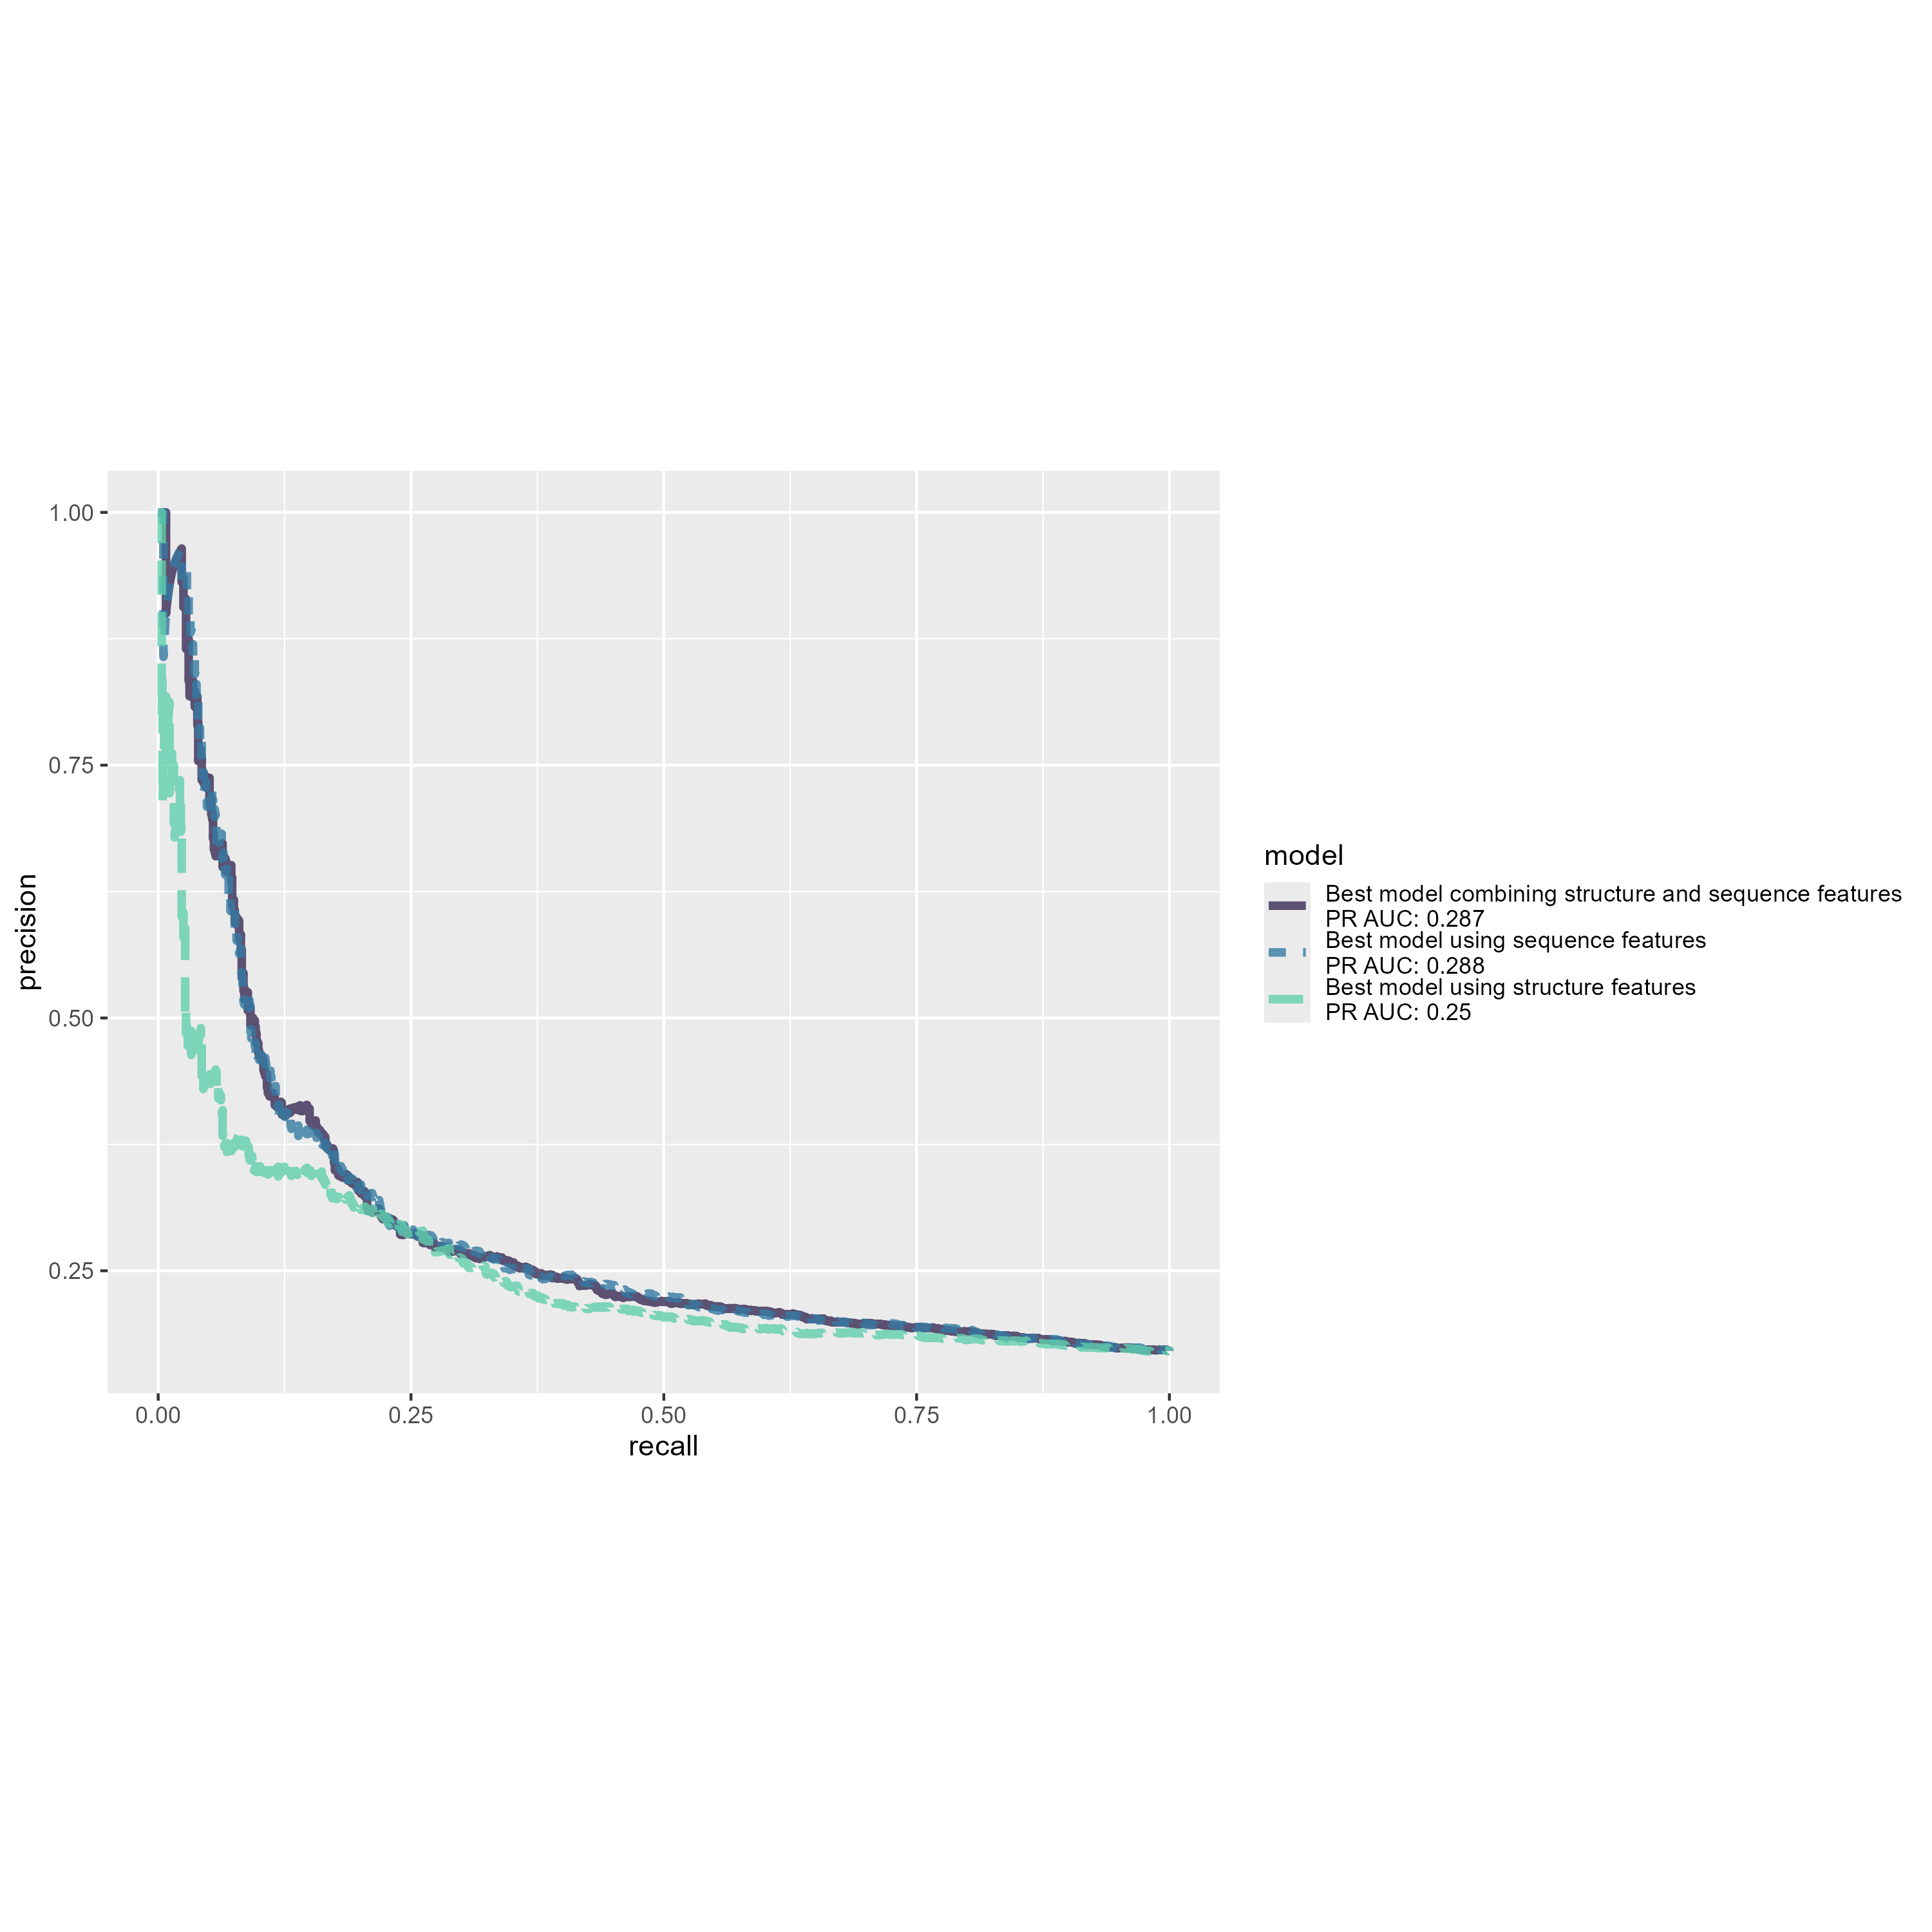 1.00
0.75
0.50
0.25
precision
0.00
0.25
0.50
0.75
1.00
recall
model
Best model combining structure and sequence features
PR AUC: 0.287
Best model using sequence features
PR AUC: 0.288
Best model using structure features
PR AUC: 0.25